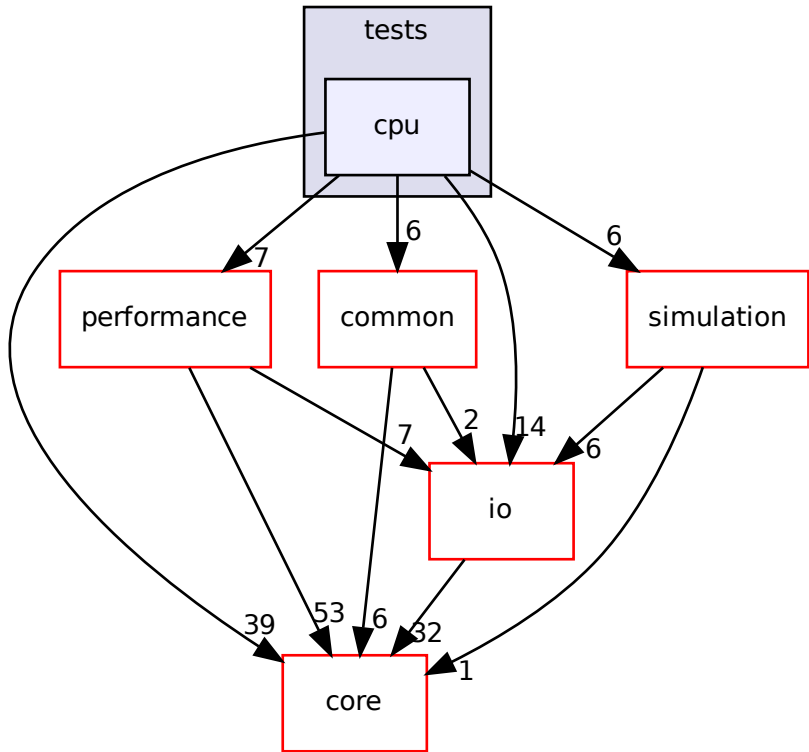 tests
cpu
6
6
7
performance
common
simulation
2
7
14
6
io
53
39
6
32
1
core